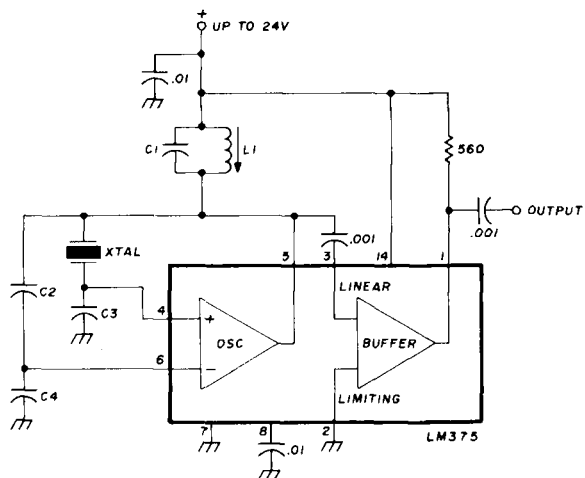 +
UP TO 24V
.01
C1
L1
560
OUTPUT
.001
XTAL
.001
5
3
14
1
C2
C3
4
+
OSC
LINEAR
BUFFER
6
−
LIMITING
C4
7
8
2
LM375
.01